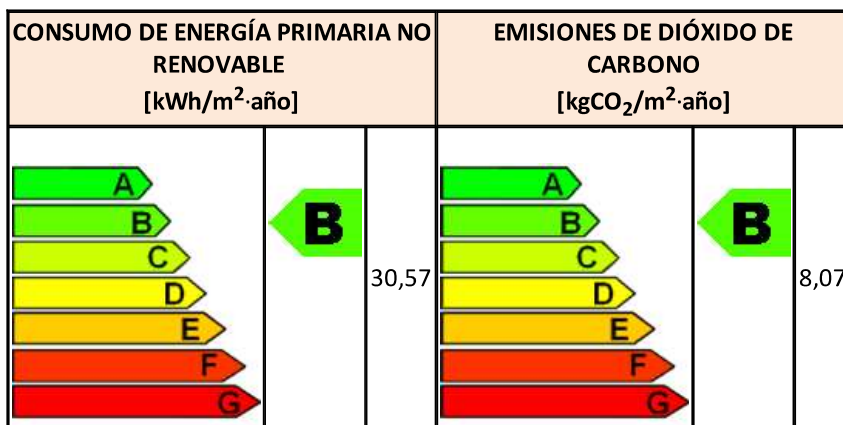 CONSUMO DE ENERGÍA PRIMARIA NO
RENOVABLE
[kWh/m²·año]
EMISIONES DE DIÓXIDO DE
CARBONO
[kgCO₂/m²·año]
A
B
C
D
E
F
G
B
30,57
A
B
C
D
E
F
G
B
8,07